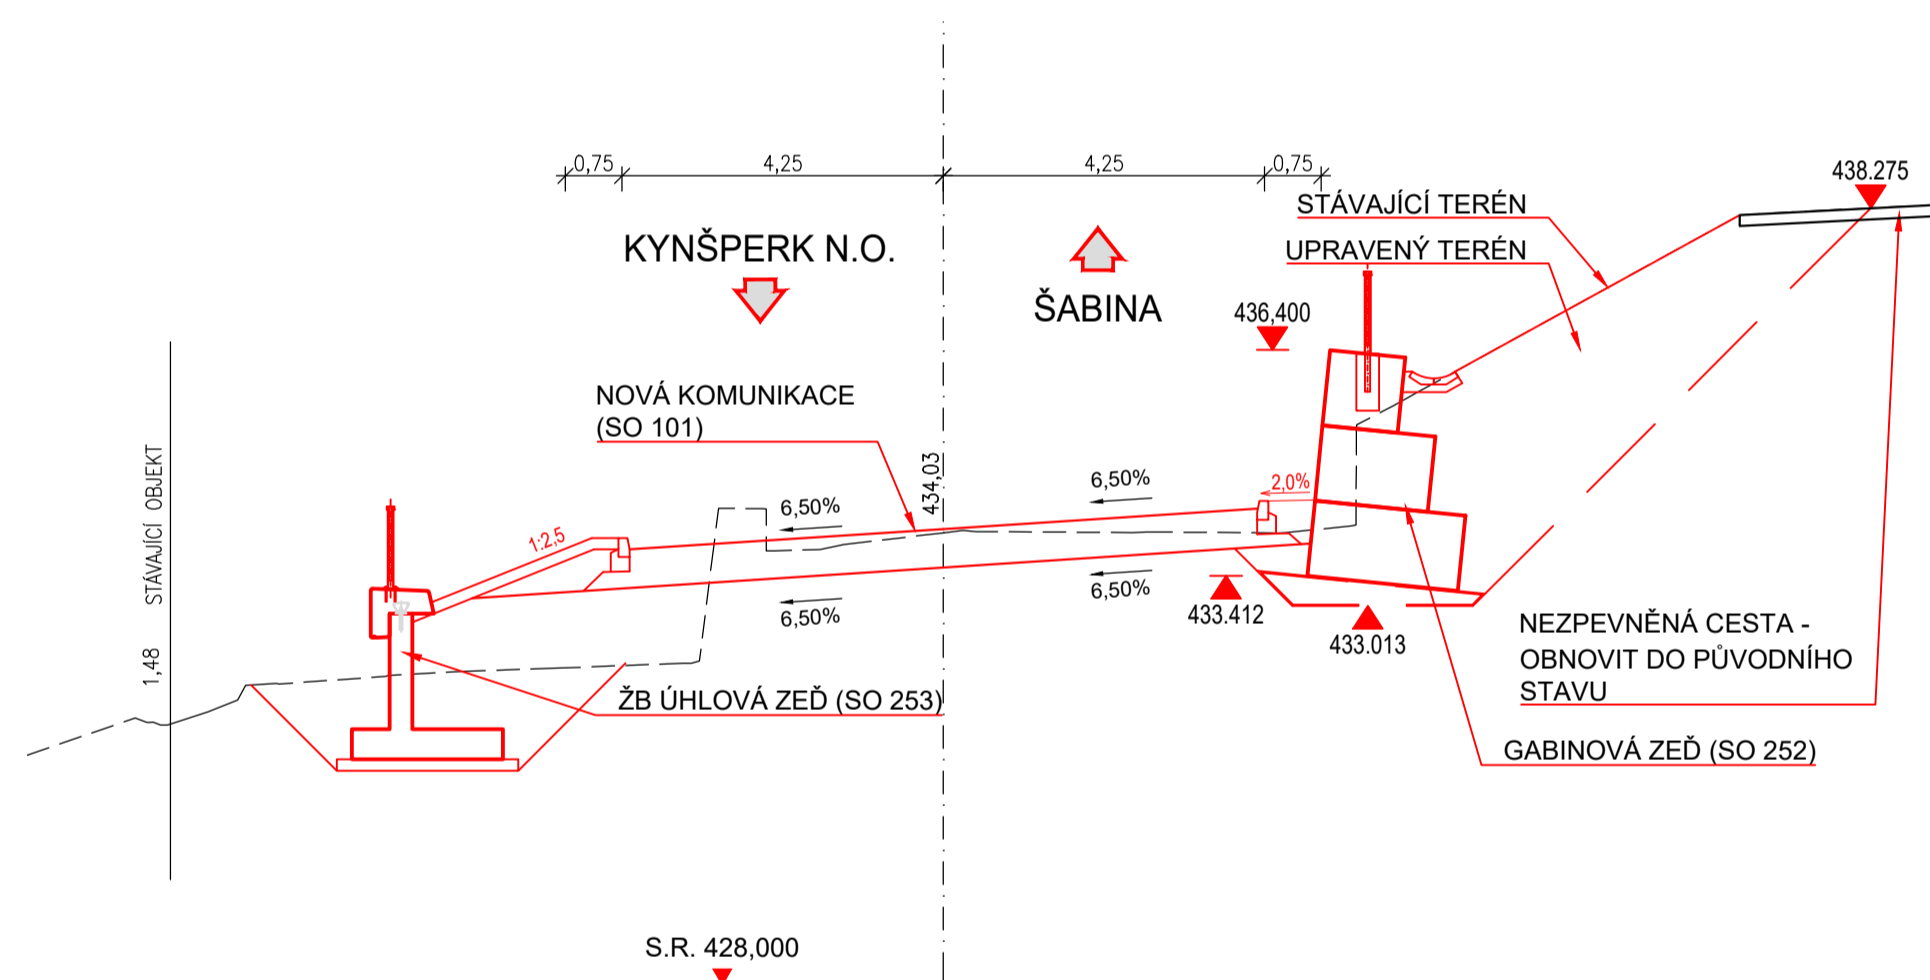 0,75
4,25
4,25
0,75
438.275
STÁVAJÍCÍ TERÉN
KYNŠPERK N.O.
UPRAVENÝ TERÉN
ŠABINA
436,400
NOVÁ KOMUNIKACE
(SO 101)
434,03
STÁVAJÍCÍ OBJEKT
1,48
6,50%
6,50%
2,0%
1:2,5
6,50%
6,50%
433.412
433.013
NEZPEVNĚNÁ CESTA -
OBNOVIT DO PŮVODNÍHO
STAVU
ŽB ÚHLOVÁ ZEĎ (SO 253)
GABINOVÁ ZEĎ (SO 252)
S.R. 428,000